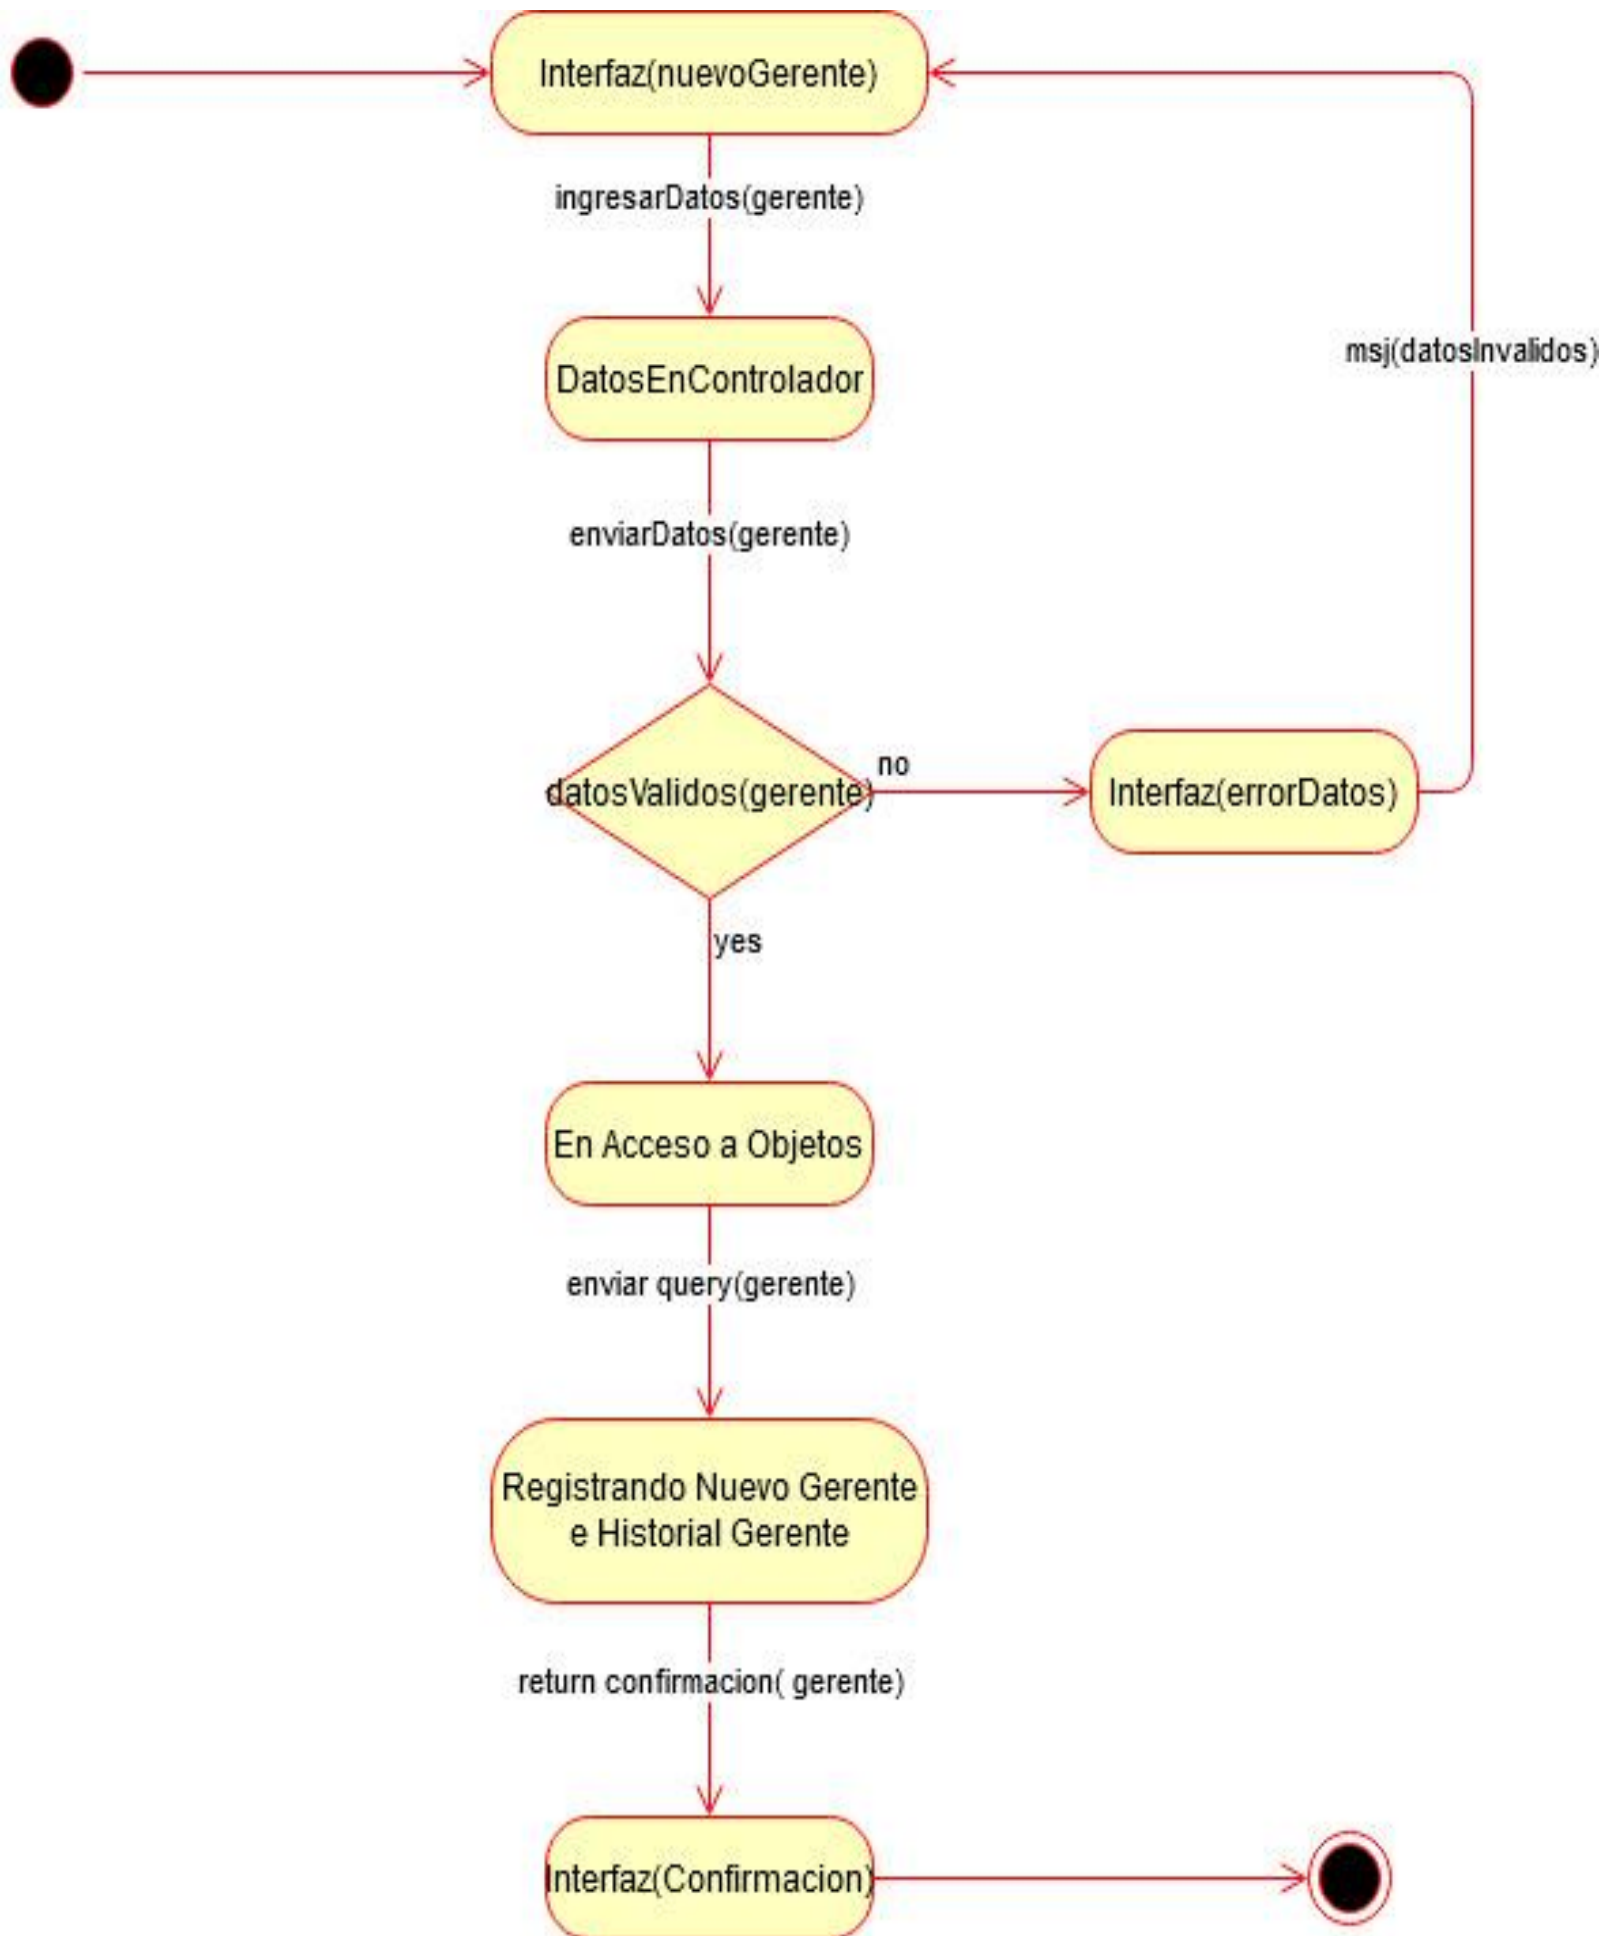 Interfaz(nuevoGerente)
ingresarDatos(gerente)
DatosEnControlador
msj(datosInvalidos)
enviarDatos(gerente)
datosValidos(gerente)
no
Interfaz(errorDatos)
yes
En Acceso a Objetos
enviar query(gerente)
Registrando Nuevo Gerente
e Historial Gerente
return confirmacion( gerente)
Interfaz(Confirmacion)